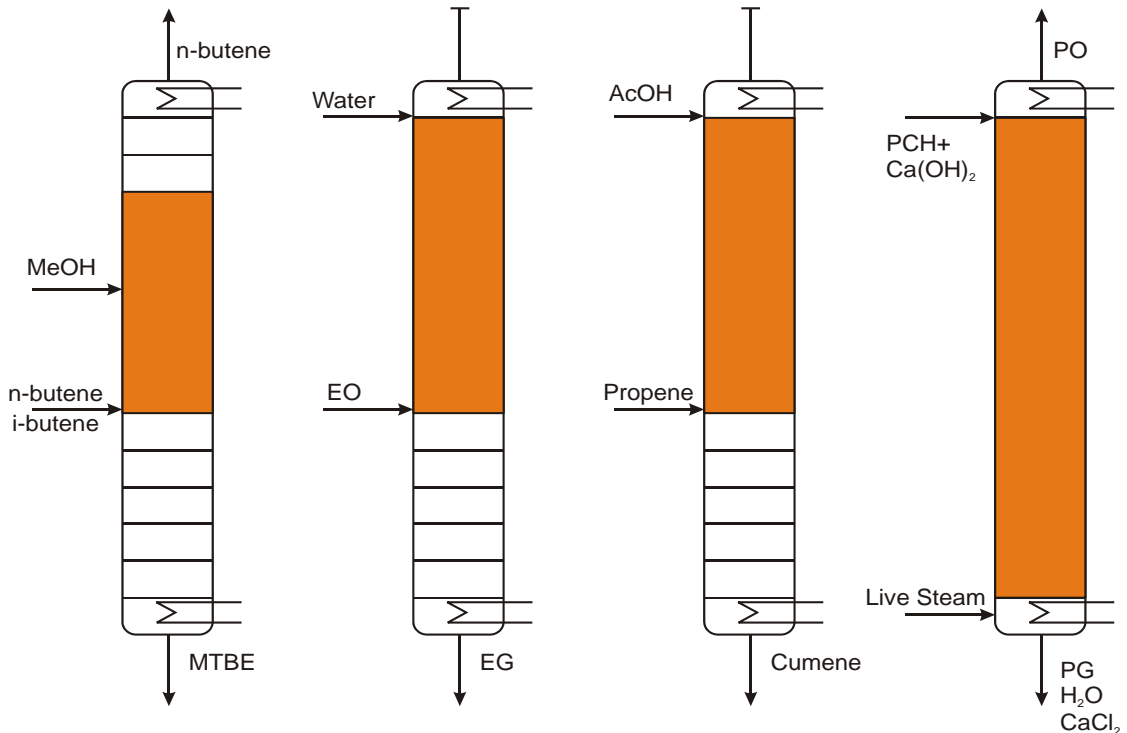 n-butene
MeOH
n-butene
i-butene
MTBE
Water
EO
EG
AcOH
Propene
Cumene
PO
PCH+
Ca(OH)₂
Live Steam
PG
H₂O
CaCl₂